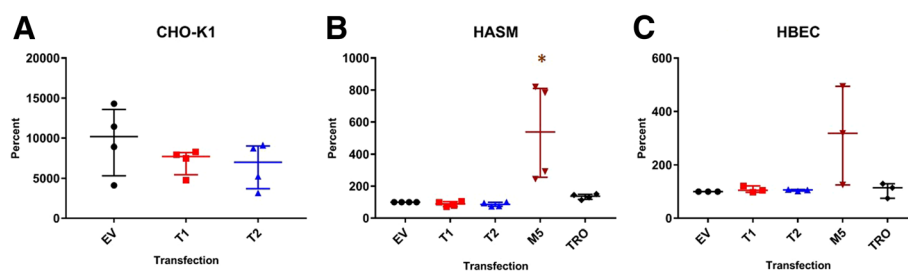 A
CHO-K1
Percent
20000
15000
10000
5000
0
EV
T1
T2
Transfection
B
HASM
*
Percent
1000
800
600
400
200
0
EV
T1
T2
M5
TRO
Transfection
C
HBEC
Percent
600
400
200
0
EV
T1
T2
M5
TRO
Transfection